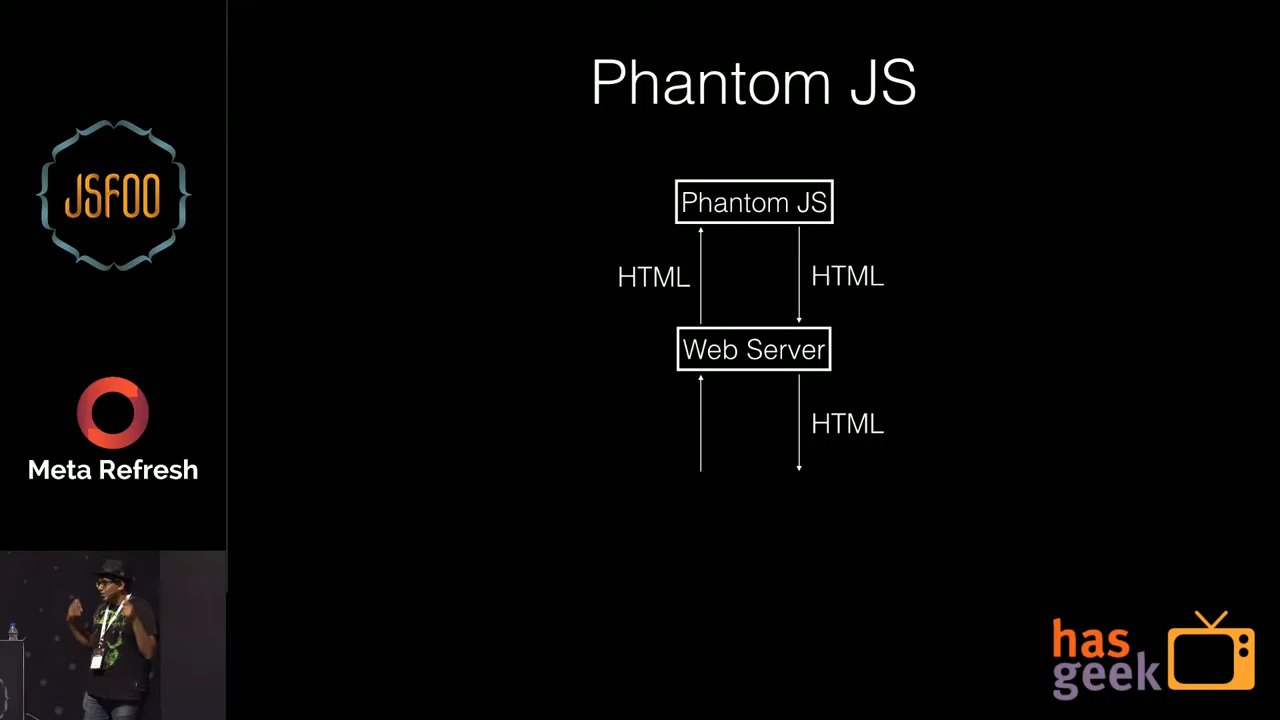 Phantom JS
JSFOO
Phantom JS
HTML
HTML
Web Server
HTML
Meta Refresh
has
geek